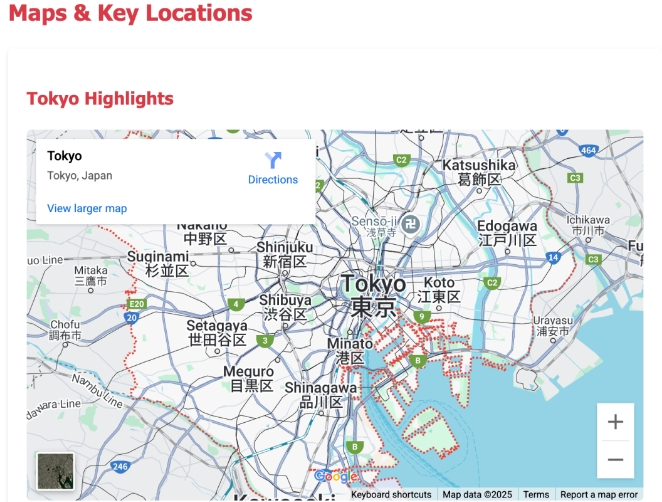 Maps & Key Locations
Tokyo Highlights
Tokyo
Tokyo, Japan
Directions
View larger map
C2
464
Katsushika
葛飾区
C3
Senso-ji
浅草寺
Edogawa
江戸川区
Ichikawa
市川市
Nakano
中野区
Shinjuku
新宿区
Suginami
杉並区
Mitaka
三鷹市
14
C3
C2
Tokyo
東京
Koto
江東区
E20
20
4
Shibuya
渋谷区
9
Urayasu
浦安市
Chofu
調布市
Setagaya
世田谷区
3
Minato
港区
B
Meguro
目黒区
Shinagawa
品川区
Nambu Line
B
246
Google
Kawasaki
Keyboard shortcuts
Map data ©2025
Terms
Report a map error